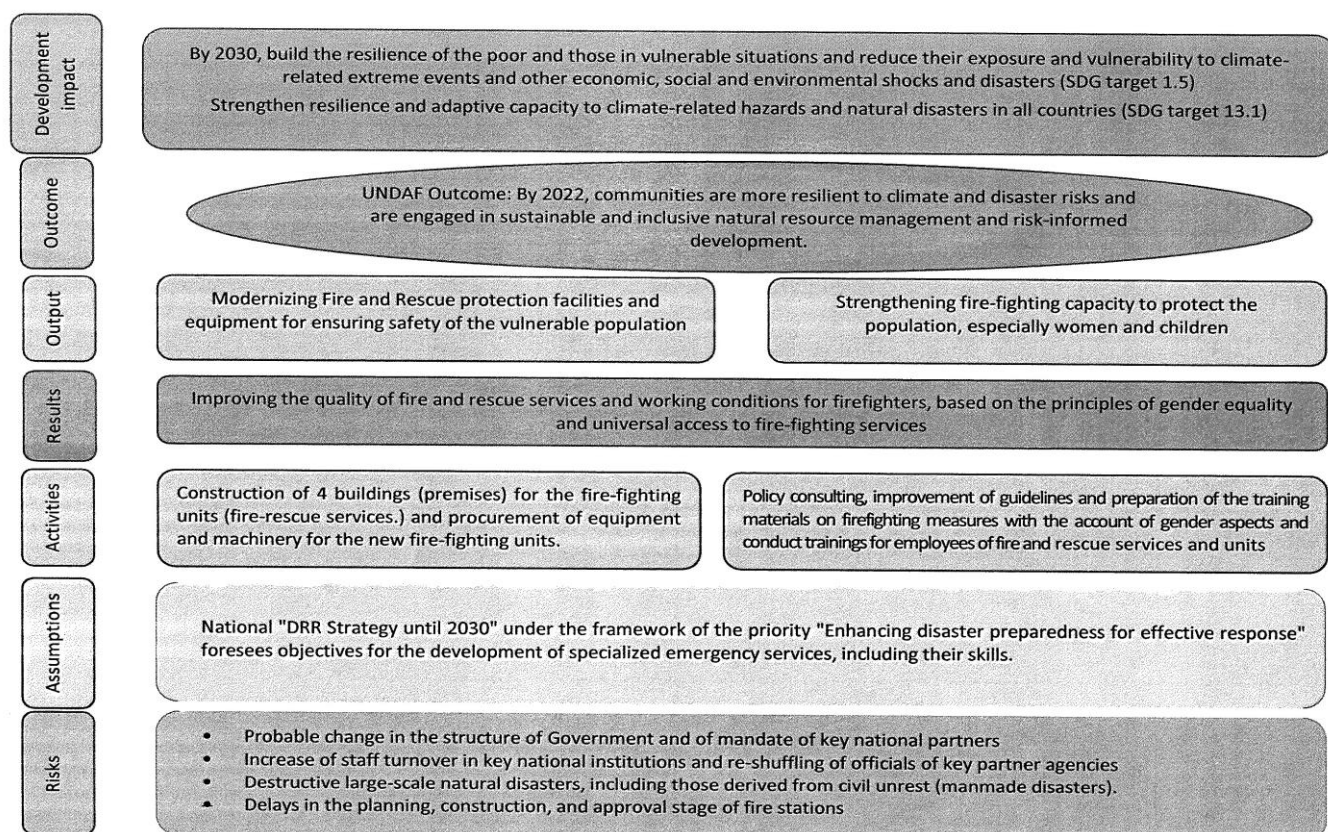 Development
impact
By 2030, build the resilience of the poor and those in vulnerable situations and reduce their exposure and vulnerability to climate-
related extreme events and other economic, social and environmental shocks and disasters (SDG target 1.5)
Strengthen resilience and adaptive capacity to climate-related hazards and natural disasters in all countries (SDG target 13.1)
Outcome
UNDAF Outcome: By 2022, communities are more resilient to climate and disaster risks and
are engaged in sustainable and inclusive natural resource management and risk-informed
development.
Output
Modernizing Fire and Rescue protection facilities and
equipment for ensuring safety of the vulnerable population
Strengthening fire-fighting capacity to protect the
population, especially women and children
Results
Improving the quality of fire and rescue services and working conditions for firefighters, based on the principles of gender equality
and universal access to fire-fighting services
Activities
Construction of 4 buildings (premises) for the fire-fighting
units (fire-rescue services.) and procurement of equipment
and machinery for the new fire-fighting units.
Policy consulting, improvement of guidelines and preparation of the training
materials on firefighting measures with the account of gender aspects and
conduct trainings for employees of fire and rescue services and units
Assumptions
National "DRR Strategy until 2030" under the framework of the priority "Enhancing disaster preparedness for effective response"
foresees objectives for the development of specialized emergency services, including their skills.
Risks
• Probable change in the structure of Government and of mandate of key national partners
• Increase of staff turnover in key national institutions and re-shuffling of officials of key partner agencies
• Destructive large-scale natural disasters, including those derived from civil unrest (manmade disasters).
• Delays in the planning, construction, and approval stage of fire stations